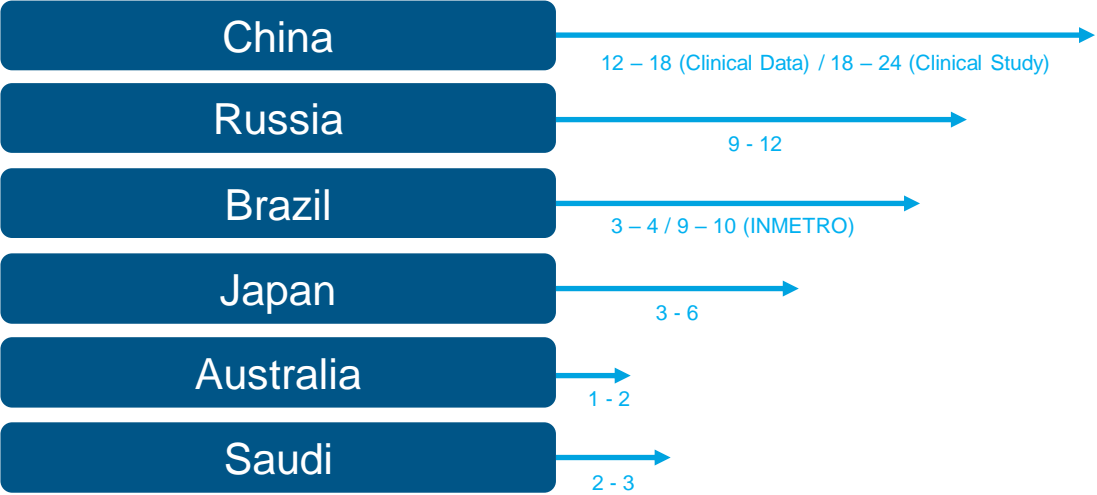 China
12 – 18 (Clinical Data) / 18 – 24 (Clinical Study)
Russia
9 - 12
Brazil
3 – 4 / 9 – 10 (INMETRO)
Japan
3 - 6
Australia
1 - 2
Saudi
2 - 3